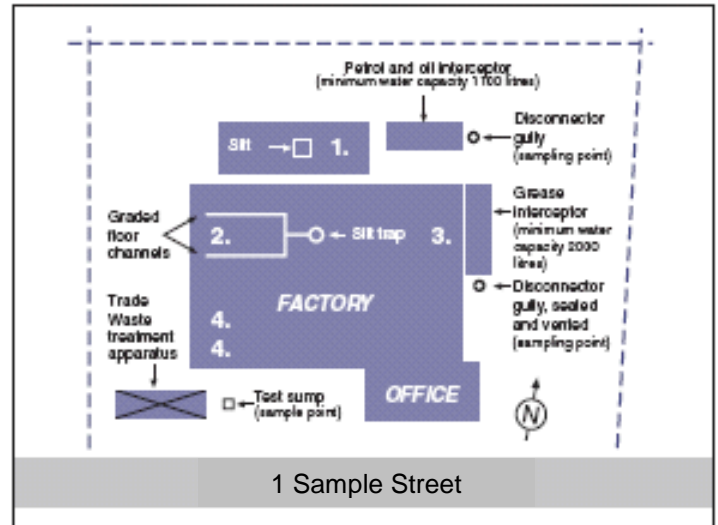 Petrol and oil interceptor
(minimum water capacity 1100 litres)
Disconnector
gully
(sampling point)
Silt
1.
Grease
interceptor
(minimum water
capacity 2000
litres)
Graded
floor
channels
2.
Silt trap
3.
Disconnector
gully, sealed
and vented
(sampling point)
FACTORY
Trade
Waste
treatment
apparatus
4.
4.
Test sump
(sample point)
OFFICE
N
1 Sample Street